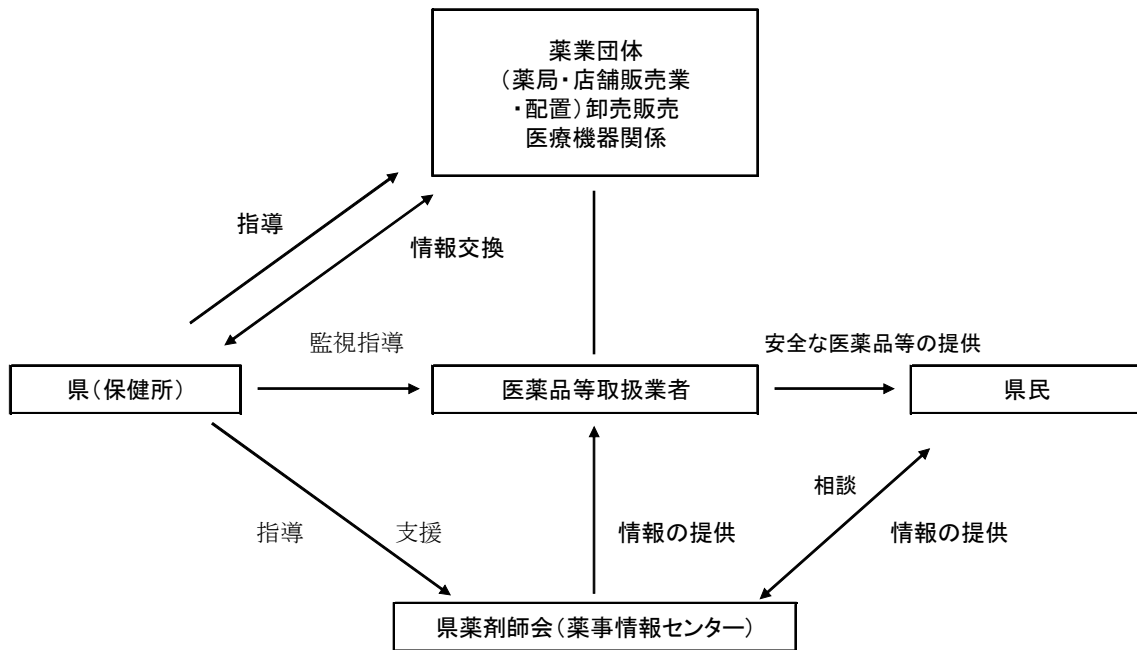 薬業団体
（薬局・店舗販売業
・配置）卸売販売
医療機器関係
指導
情報交換
監視指導
安全な医薬品等の提供
県（保健所）
医薬品等取扱業者
県民
相談
指導
支援
情報の提供
情報の提供
県薬剤師会（薬事情報センター）